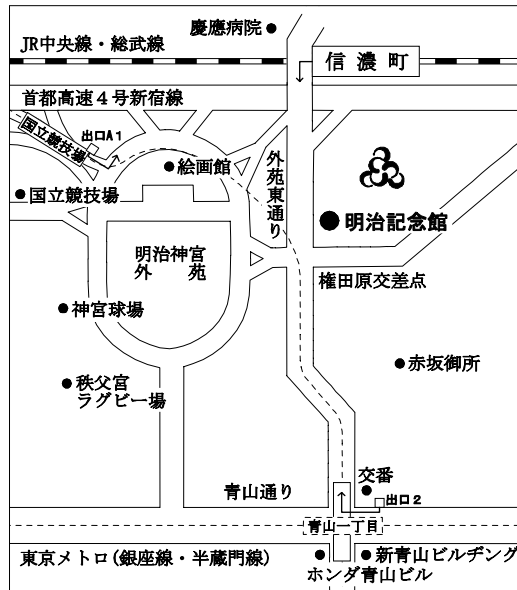 慶應病院
JR中央線・総武線
信濃町
首都高速4号新宿線
国立競技場
出口A1
絵画館
外苑東通り
国立競技場
明治記念館
明治神宮
外苑
権田原交差点
神宮球場
赤坂御所
秩父宮
ラグビー場
青山通り
交番
出口2
青山一丁目
東京メトロ(銀座線・半蔵門線)
新青山ビルヂング
ホンダ青山ビル